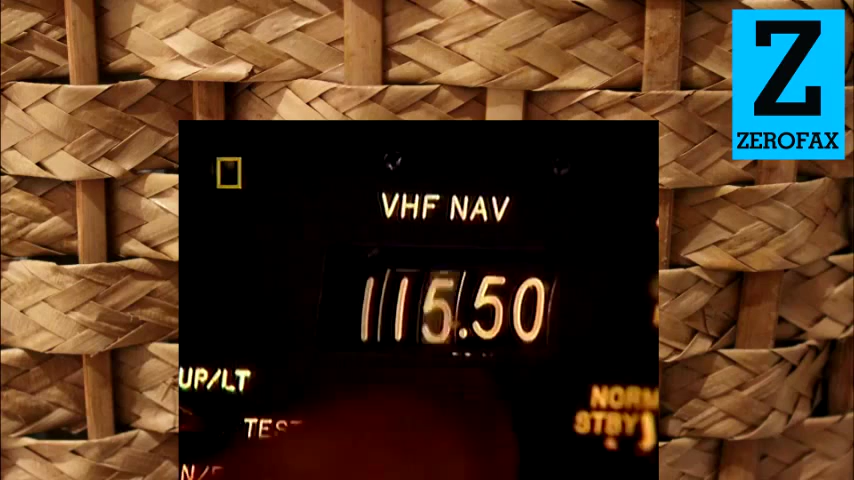 Z
ZEROFAX
VHF NAV
115.50
UP/LT
TEST
NORM
STBY